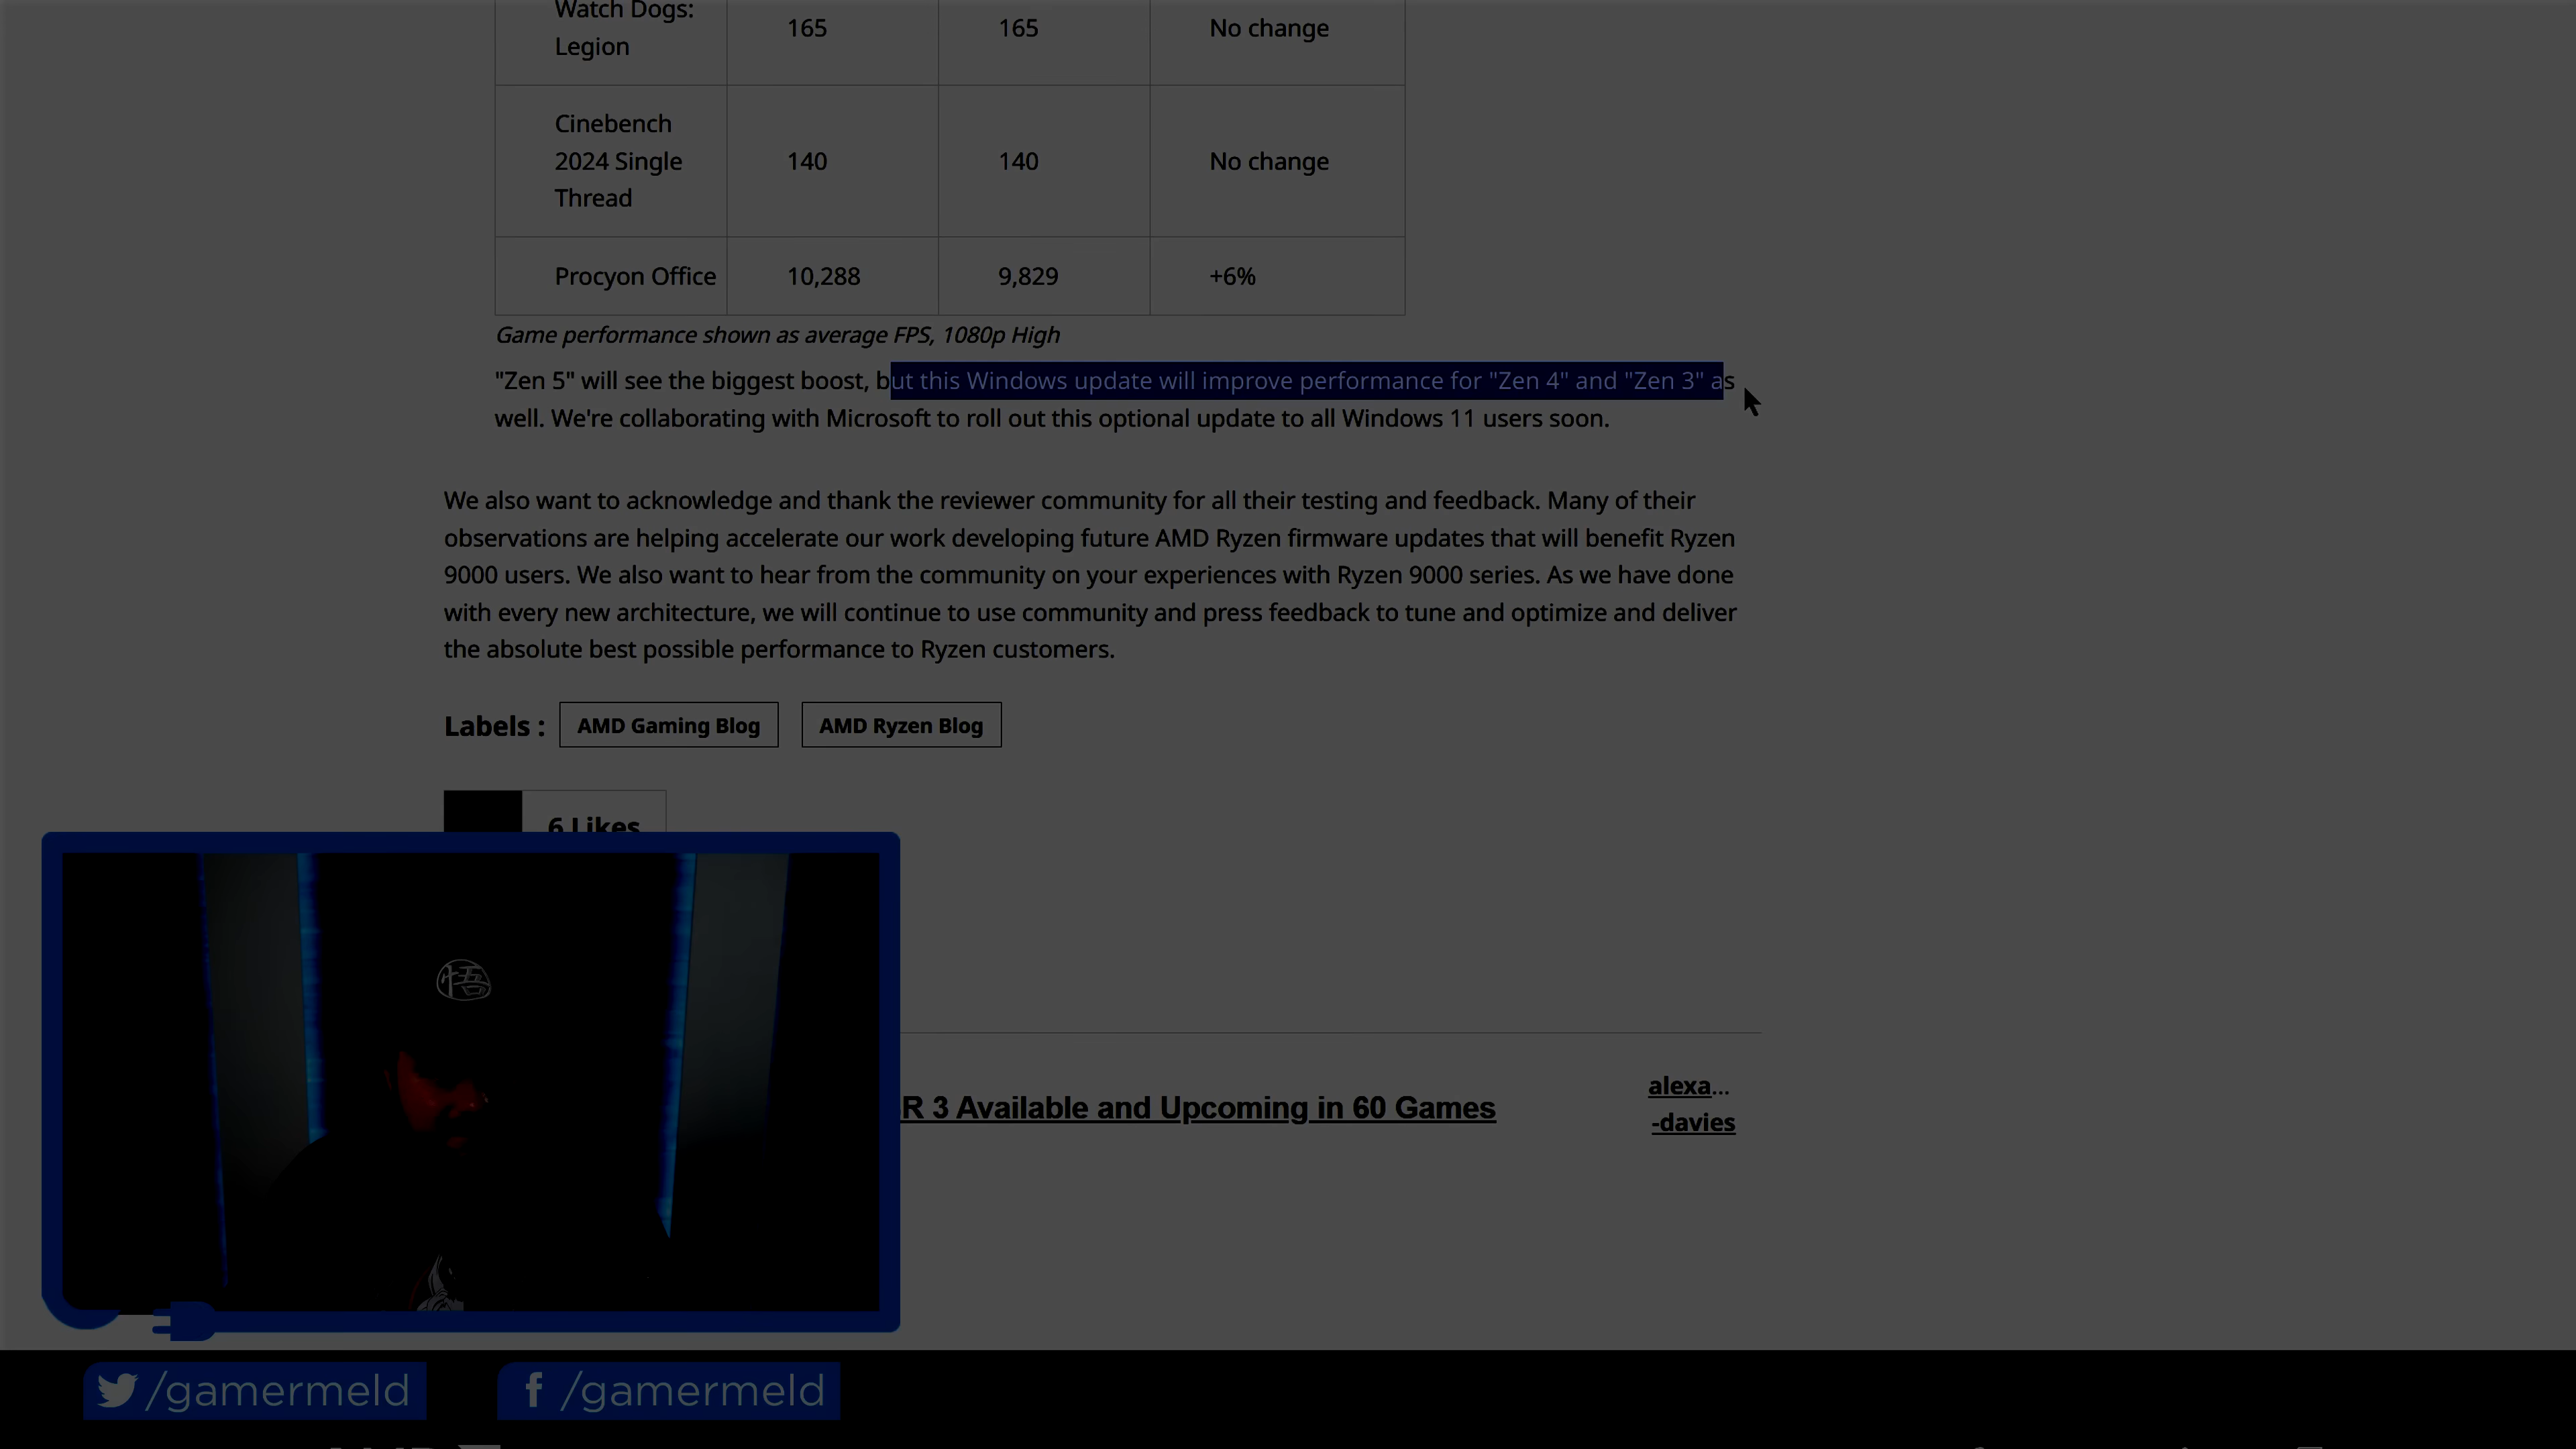 Watch Dogs:
Legion
165
165
No change
Cinebench
2024 Single
Thread
140
140
No change
Procyon Office
10,288
9,829
+6%
Game performance shown as average FPS, 1080p High
"Zen 5" will see the biggest boost, but this Windows update will improve performance for "Zen 4" and "Zen 3" as
well. We're collaborating with Microsoft to roll out this optional update to all Windows 11 users soon.
We also want to acknowledge and thank the reviewer community for all their testing and feedback. Many of their
observations are helping accelerate our work developing future AMD Ryzen firmware updates that will benefit Ryzen
9000 users. We also want to hear from the community on your experiences with Ryzen 9000 series. As we have done
with every new architecture, we will continue to use community and press feedback to tune and optimize and deliver
the absolute best possible performance to Ryzen customers.
Labels :
AMD Gaming Blog
AMD Ryzen Blog
6 Likes
悟
R 3 Available and Upcoming in 60 Games
alexa...
-davies
/gamermeld
f /gamermeld